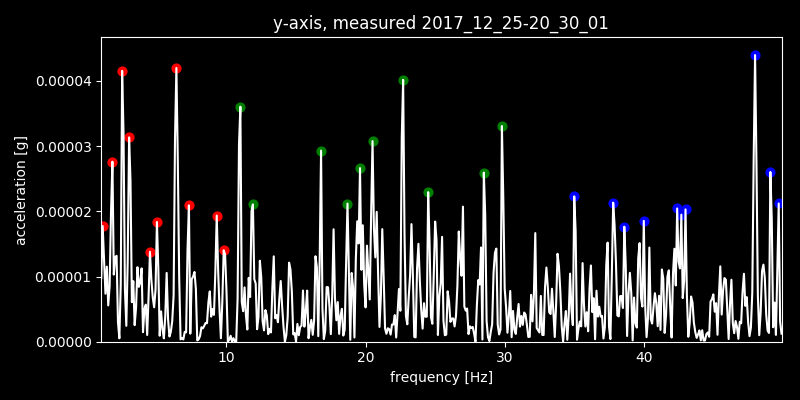 y-axis, measured 2017_12_25-20_30_01
0.00004
0.00003
0.00002
0.00001
0.00000
acceleration [g]
10 20 30 40
frequency [Hz]